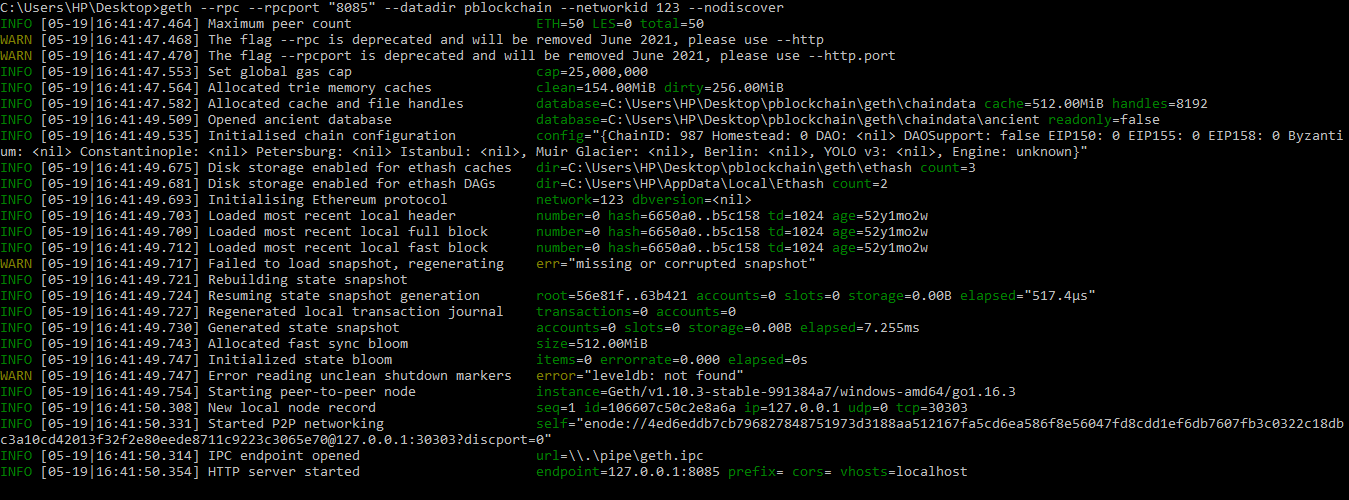 C:\Users\HP\Desktop>geth --rpc --rpcport "8085" --datadir pblockchain --networkid 123 --nodiscover
INFO [05-19|16:41:47.464] Maximum peer count                       ETH=50 LES=0 total=50
WARN [05-19|16:41:47.468] The flag --rpc is deprecated and will be removed June 2021, please use --http
WARN [05-19|16:41:47.470] The flag --rpcport is deprecated and will be removed June 2021, please use --http.port
INFO [05-19|16:41:47.553] Set global gas cap                       cap=25,000,000
INFO [05-19|16:41:47.564] Allocated trie memory caches             clean=154.00MiB dirty=256.00MiB
INFO [05-19|16:41:47.582] Allocated cache and file handles         database=C:\Users\HP\Desktop\pblockchain\geth\chaindata cache=512.00MiB handles=8192
INFO [05-19|16:41:49.509] Opened ancient database                  database=C:\Users\HP\Desktop\pblockchain\geth\chaindata\ancient readonly=false
INFO [05-19|16:41:49.535] Initialised chain configuration          config="{ChainID: 987 Homestead: 0 DAO: <nil> DAOSupport: false EIP150: 0 EIP155: 0 EIP158: 0 Byzanti
um: <nil> Constantinople: <nil> Petersburg: <nil> Istanbul: <nil>, Muir Glacier: <nil>, Berlin: <nil>, YOLO v3: <nil>, Engine: unknown}"
INFO [05-19|16:41:49.675] Disk storage enabled for ethash caches   dir=C:\Users\HP\Desktop\pblockchain\geth\ethash count=3
INFO [05-19|16:41:49.681] Disk storage enabled for ethash DAGs     dir=C:\Users\HP\AppData\Local\Ethash count=2
INFO [05-19|16:41:49.693] Initialising Ethereum protocol           network=123 dbversion=<nil>
INFO [05-19|16:41:49.703] Loaded most recent local header          number=0 hash=6650a0..b5c158 td=1024 age=52y1mo2w
INFO [05-19|16:41:49.709] Loaded most recent local full block      number=0 hash=6650a0..b5c158 td=1024 age=52y1mo2w
INFO [05-19|16:41:49.712] Loaded most recent local fast block      number=0 hash=6650a0..b5c158 td=1024 age=52y1mo2w
WARN [05-19|16:41:49.717] Failed to load snapshot, regenerating    err="missing or corrupted snapshot"
INFO [05-19|16:41:49.721] Rebuilding state snapshot
INFO [05-19|16:41:49.724] Resuming state snapshot generation       root=56e81f..63b421 accounts=0 slots=0 storage=0.00B elapsed="517.4µs"
INFO [05-19|16:41:49.727] Regenerated local transaction journal    transactions=0 accounts=0
INFO [05-19|16:41:49.730] Generated state snapshot                 accounts=0 slots=0 storage=0.00B elapsed=7.255ms
INFO [05-19|16:41:49.743] Allocated fast sync bloom                size=512.00MiB
INFO [05-19|16:41:49.747] Initialized state bloom                  items=0 errorrate=0.000 elapsed=0s
WARN [05-19|16:41:49.747] Error reading unclean shutdown markers   error="leveldb: not found"
INFO [05-19|16:41:49.754] Starting peer-to-peer node               instance=Geth/v1.10.3-stable-991384a7/windows-amd64/go1.16.3
INFO [05-19|16:41:50.308] New local node record                    seq=1 id=106607c50c2e8a6a ip=127.0.0.1 udp=0 tcp=30303
INFO [05-19|16:41:50.331] Started P2P networking                   self="enode://4ed6eddb7cb796827848751973d3188aa512167fa5cd6ea586f8e56047fd8cdd1ef6db7607fb3c0322c18db
c3a10cd42013f32f2e80eede8711c9223c3065e70@127.0.0.1:30303?discport=0"
INFO [05-19|16:41:50.314] IPC endpoint opened                      url=\\.\pipe\geth.ipc
INFO [05-19|16:41:50.354] HTTP server started                      endpoint=127.0.0.1:8085 prefix= cors= vhosts=localhost